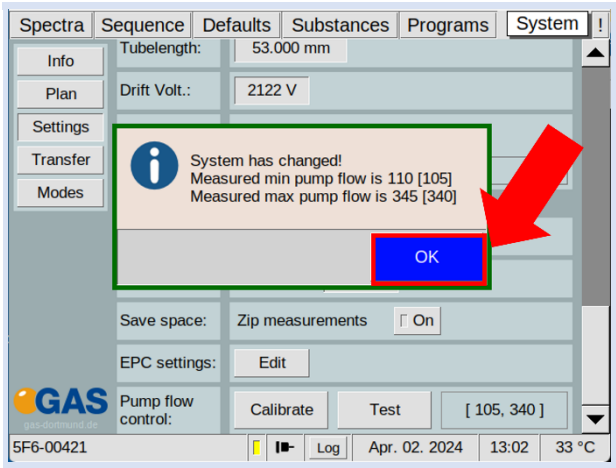 Spectra Sequence Defaults Substances Programs System !
Info
Plan
Settings
Transfer
Modes
Tubelength: 53.000 mm
Drift Volt.: 2122 V
i
System has changed!
Measured min pump flow is 110 [105]
Measured max pump flow is 345 [340]
OK
Save space: Zip measurements On
EPC settings: Edit
Pump flow
control: Calibrate Test [ 105, 340 ]
GAS
gas-dortmund.de
5F6-00421 Log Apr. 02. 2024 13:02 33 °C